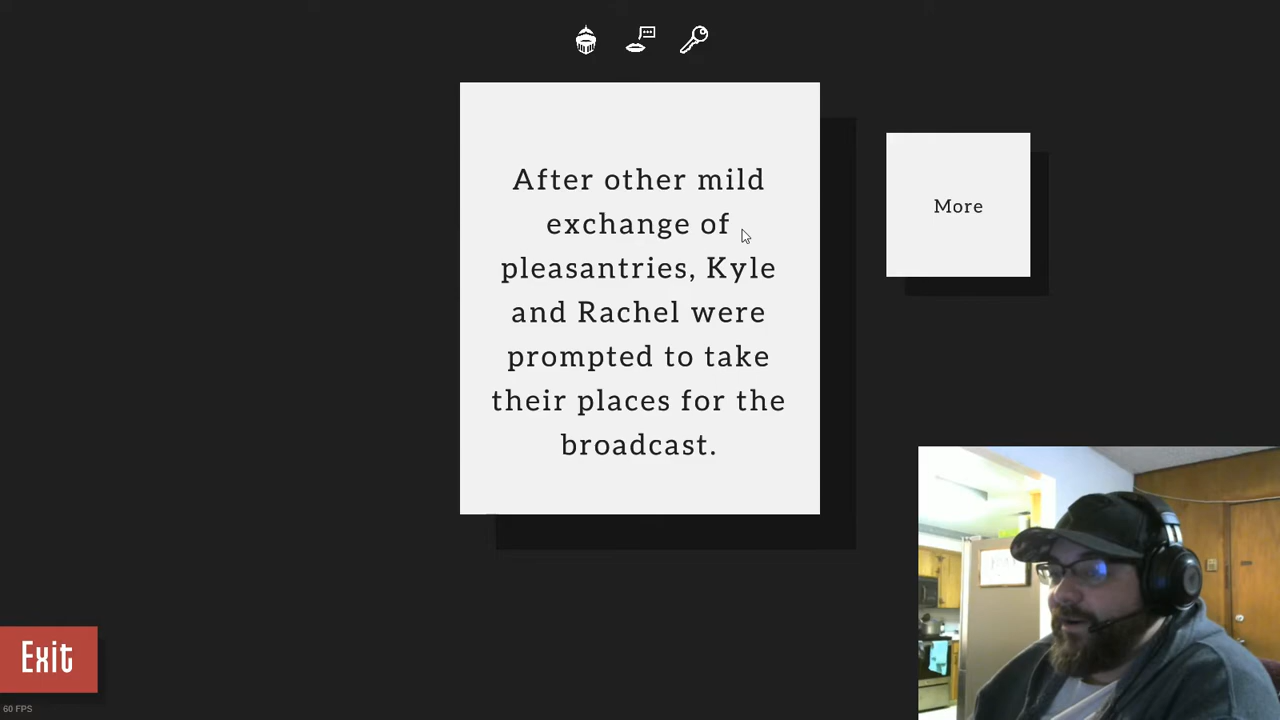 After other mild
exchange of
pleasantries, Kyle
and Rachel were
prompted to take
their places for the
broadcast.
More
Exit
60 FPS